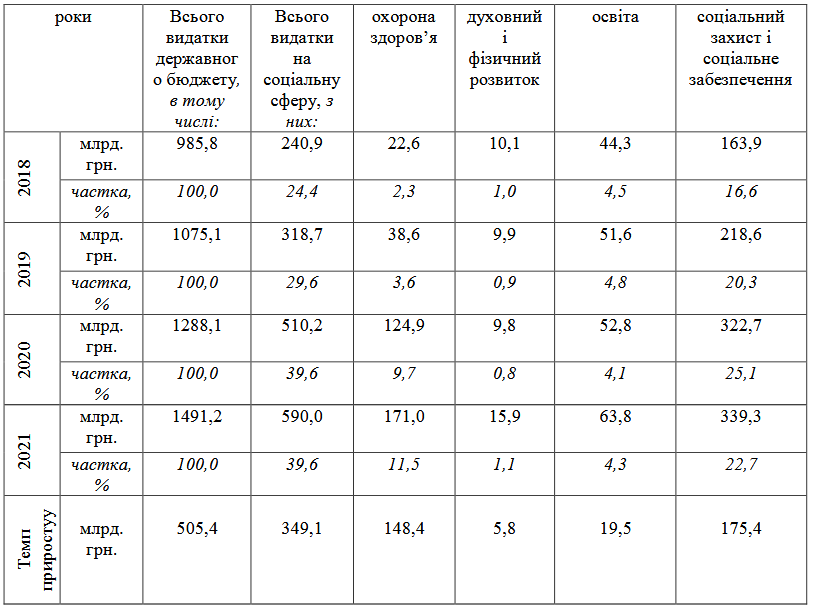 роки
Всього
видатки
державног
о бюджету,
в тому
числі:
Всього
видатки
на
соціальну
сферу, з
них:
охорона
здоров’я
духовний
і
фізичний
розвиток
освіта
соціальний
захист і
соціальне
забезпечення
2018
млрд.
грн.
985,8
240,9
22,6
10,1
44,3
163,9
частка,
%
100,0
24,4
2,3
1,0
4,5
16,6
2019
млрд.
грн.
1075,1
318,7
38,6
9,9
51,6
218,6
частка,
%
100,0
29,6
3,6
0,9
4,8
20,3
2020
млрд.
грн.
1288,1
510,2
124,9
9,8
52,8
322,7
частка,
%
100,0
39,6
9,7
0,8
4,1
25,1
2021
млрд.
грн.
1491,2
590,0
171,0
15,9
63,8
339,3
частка,
%
100,0
39,6
11,5
1,1
4,3
22,7
Темп
приростуу
млрд.
грн.
505,4
349,1
148,4
5,8
19,5
175,4